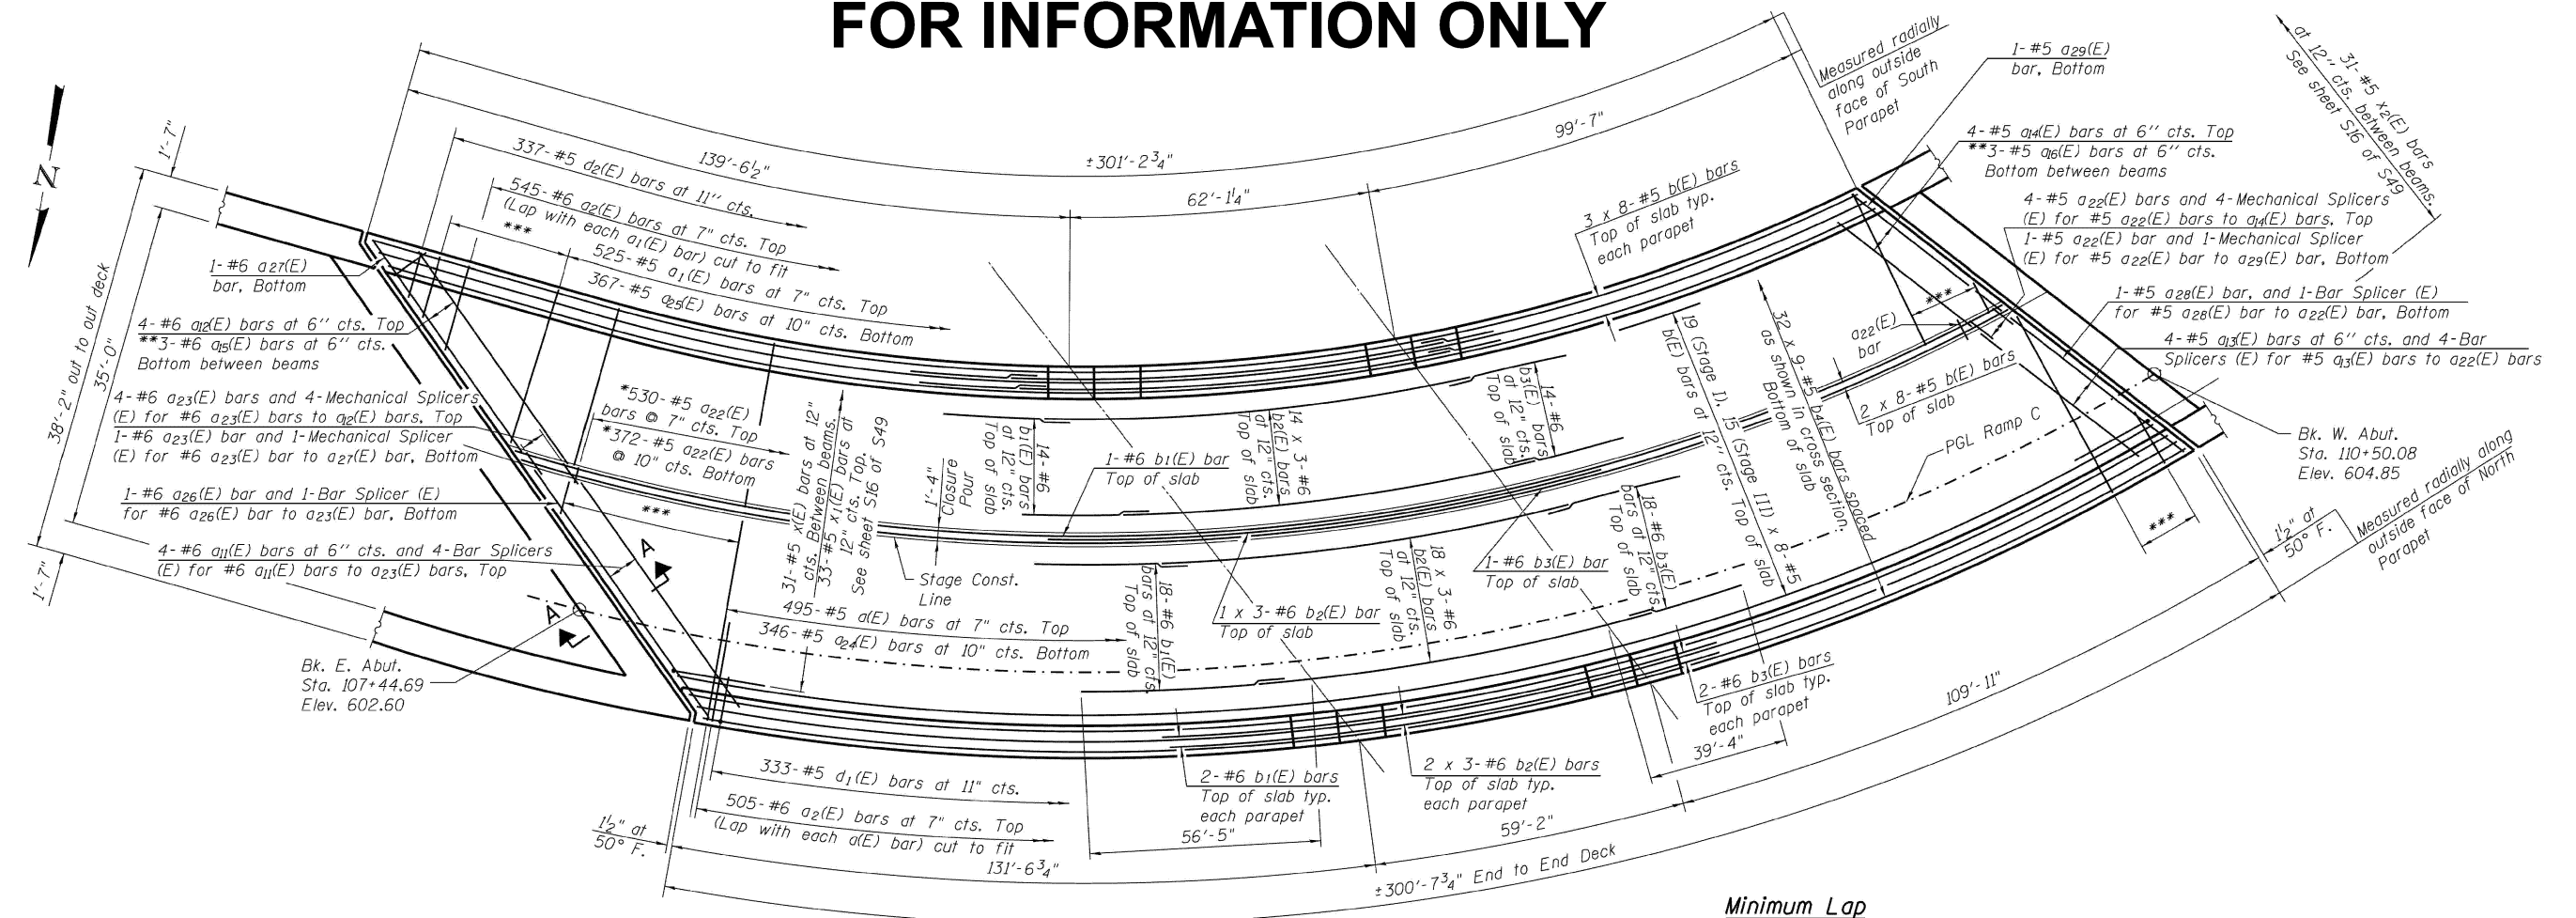 FOR INFORMATION ONLY
N
1'-7"
38'-2" out to out deck
35'-0"
1'-7"
139'-6½"
±301'-2¾"
62'-1¼"
99'-7"
Measured radially
along outside
face of South
Parapet
337-#5 d2(E) bars at 11" cts.
545-#6 a2(E) bars at 7" cts. Top
(Lap with each a1(E) bar) cut to fit
***
525-#5 a1(E) bars at 7" cts. Top
367-#5 a25(E) bars at 10" cts. Bottom
3 x 8-#5 b(E) bars
Top of slab typ.
each parapet
1-#5 a29(E)
bar, Bottom
31-#5 x2(E) bars
at 12" cts. between beams.
See sheet S16 of S49
4-#5 a14(E) bars at 6" cts. Top
**3-#5 a16(E) bars at 6" cts.
Bottom between beams
4-#5 a22(E) bars and 4-Mechanical Splicers
(E) for #5 a22(E) bars to a14(E) bars, Top
1-#5 a22(E) bar and 1-Mechanical Splicer
(E) for #5 a22(E) bar to a29(E) bar, Bottom
1-#5 a28(E) bar, and 1-Bar Splicer (E)
for #5 a28(E) bar to a22(E) bar, Bottom
4-#5 a13(E) bars at 6" cts. and 4-Bar
Splicers (E) for #5 a13(E) bars to a22(E) bars
1-#6 a27(E)
bar, Bottom
4-#6 a12(E) bars at 6" cts. Top
**3-#6 a15(E) bars at 6" cts.
Bottom between beams
4-#6 a23(E) bars and 4-Mechanical Splicers
(E) for #6 a23(E) bars to a12(E) bars, Top
1-#6 a23(E) bar and 1-Mechanical Splicer
(E) for #6 a23(E) bar to a27(E) bar, Bottom
1-#6 a26(E) bar and 1-Bar Splicer (E)
for #6 a26(E) bar to a23(E) bar, Bottom
4-#6 a11(E) bars at 6" cts. and 4-Bar Splicers
(E) for #6 a11(E) bars to a23(E) bars, Top
*530-#5 a22(E)
bars @ 7" cts. Top
*372-#5 a22(E) bars
@ 10" cts. Bottom
***
A
A
31-#5 x(E) bars at 12"
cts. Between beams.
33-#5 x1(E) bars at
12" cts. Top.
See sheet S16 of S49
1'-4"
Closure
Pour
14-#6
b1(E) bars
at 12" cts.
Top of slab
1-#6 b1(E) bar
Top of slab
14 x 3-#6
b2(E) bars
at 12" cts.
Top of slab
14-#6
b3(E) bars
at 12" cts.
Top of slab
19 (Stage I), 15 (Stage III) x 8-#5
b(E) bars at 12" cts. Top of slab
32 x 9-#5 b4(E) bars spaced
as shown in cross section.
Bottom of slab
a22(E)
bar
***
2 x 8-#5 b(E) bars
Top of slab
PGL Ramp C
Bk. W. Abut.
Sta. 110+50.08
Elev. 604.85
Stage Const.
Line
495-#5 a(E) bars at 7" cts. Top
346-#5 a24(E) bars at 10" cts. Bottom
18-#6 b1(E)
bars at 12" cts.
Top of slab
1 x 3-#6 b2(E) bar
Top of slab
18 x 3-#6
b2(E) bars
at 12" cts.
Top of slab
1-#6 b3(E) bar
Top of slab
18-#6 b3(E)
bars at 12" cts.
Top of slab
***
1½" at
50° F.
Measured radially along
outside face of North
Parapet
Bk. E. Abut.
Sta. 107+44.69
Elev. 602.60
333-#5 d1(E) bars at 11" cts.
505-#6 a2(E) bars at 7" cts. Top
(Lap with each a(E) bar) cut to fit
1½" at
50° F.
2-#6 b1(E) bars
Top of slab typ.
each parapet
56'-5"
2 x 3-#6 b2(E) bars
Top of slab typ.
each parapet
2-#6 b3(E) bars
Top of slab typ.
each parapet
39'-4"
109'-11"
59'-2"
131'-6¾"
±300'-7¾" End to End Deck
Minimum Lap